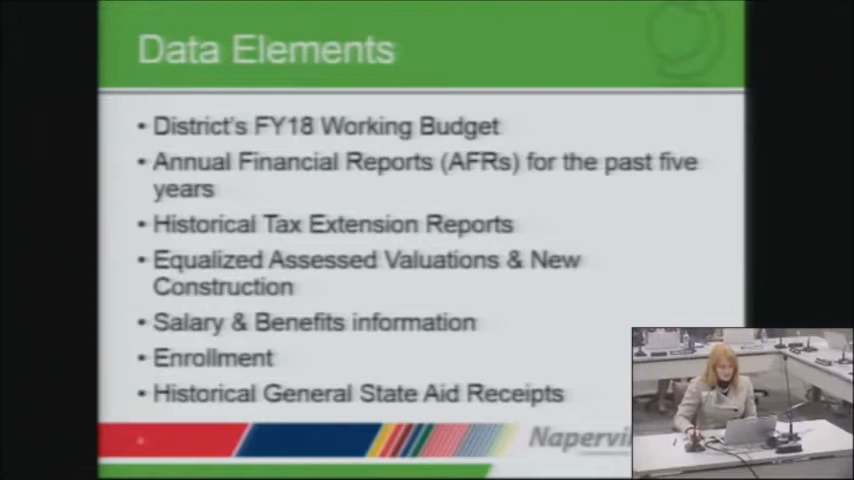 Data Elements
• District's FY18 Working Budget
• Annual Financial Reports (AFRs) for the past five
years
• Historical Tax Extension Reports
• Equalized Assessed Valuations & New
Construction
• Salary & Benefits information
• Enrollment
• Historical General State Aid Receipts